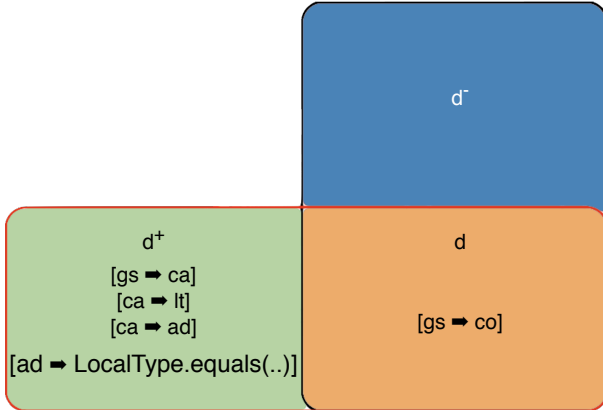 d⁻
d⁺
[gs ➡ ca]
[ca ➡ lt]
[ca ➡ ad]
[ad ➡ LocalType.equals(..)]
d
[gs ➡ co]